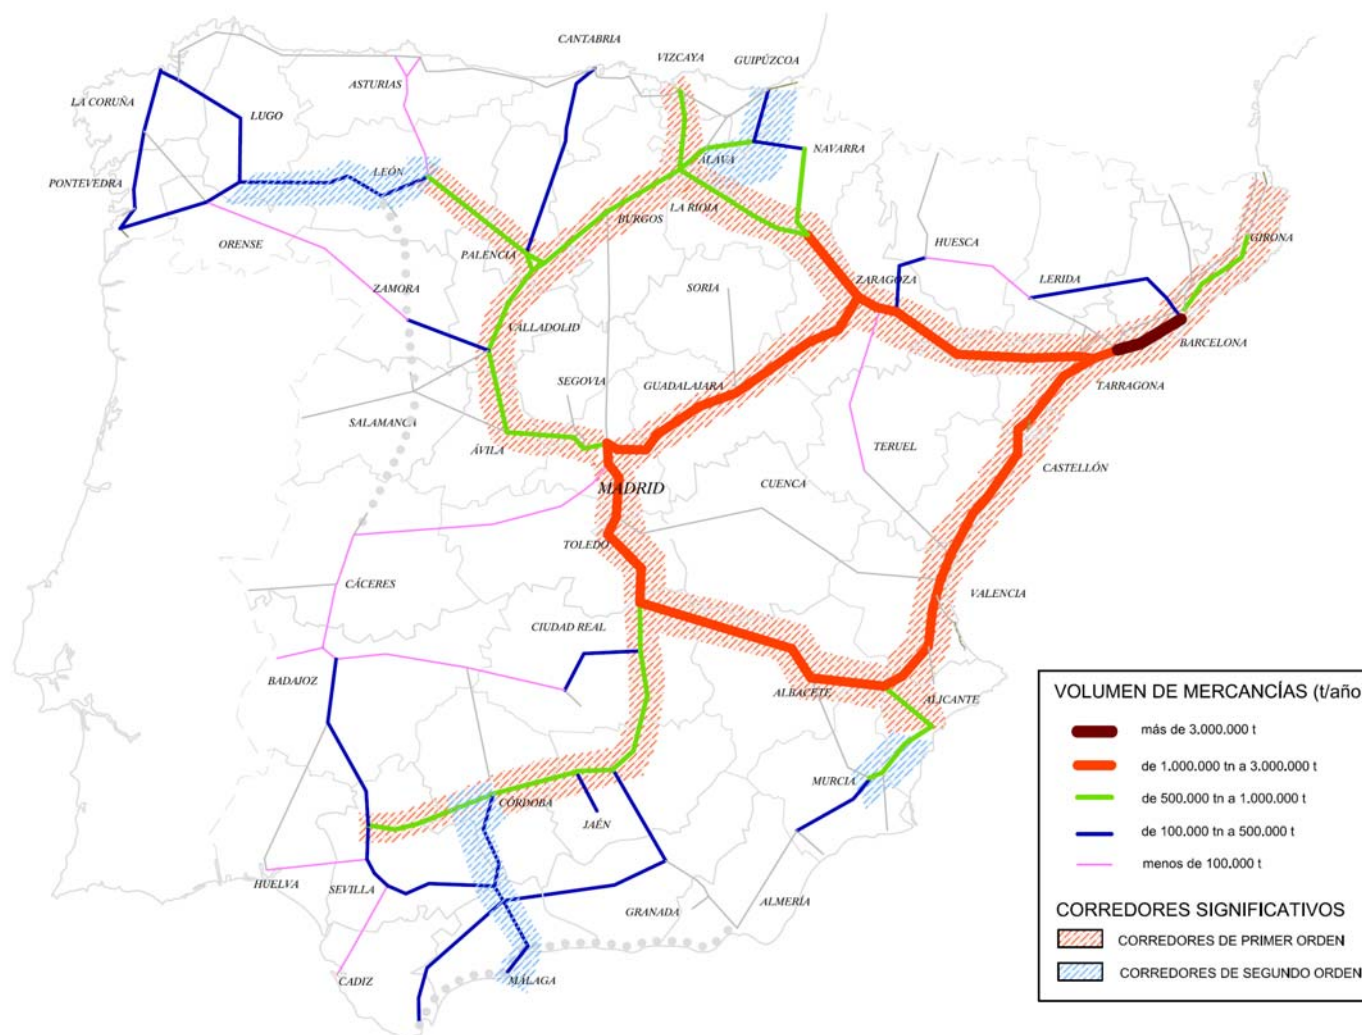 CANTABRIA
VIZCAYA
GUIPÚZCOA
ASTURIAS
LA CORUÑA
LUGO
NAVARRA
ALAVA
LEÓN
PONTEVEDRA
LA RIOJA
BURGOS
ORENSE
PALENCIA
HUESCA
GIRONA
ZAMORA
SORIA
ZARAGOZA
LERIDA
VALLADOLID
BARCELONA
SEGOVIA
GUADALAJARA
TARRAGONA
SALAMANCA
ÁVILA
TERUEL
CASTELLÓN
MADRID
CUENCA
TOLEDO
CÁCERES
VALENCIA
CIUDAD REAL
BADAJOZ
ALBACETE
ALICANTE
MURCIA
CÓRDOBA
JAÉN
HUELVA
SEVILLA
GRANADA
ALMERÍA
CADIZ
MÁLAGA
VOLUMEN DE MERCANCÍAS (t/año
más de 3.000.000 t
de 1.000.000 tn a 3.000.000 t
de 500.000 tn a 1.000.000 t
de 100.000 tn a 500.000 t
menos de 100.000 t
CORREDORES SIGNIFICATIVOS
CORREDORES DE PRIMER ORDEN
CORREDORES DE SEGUNDO ORDEN